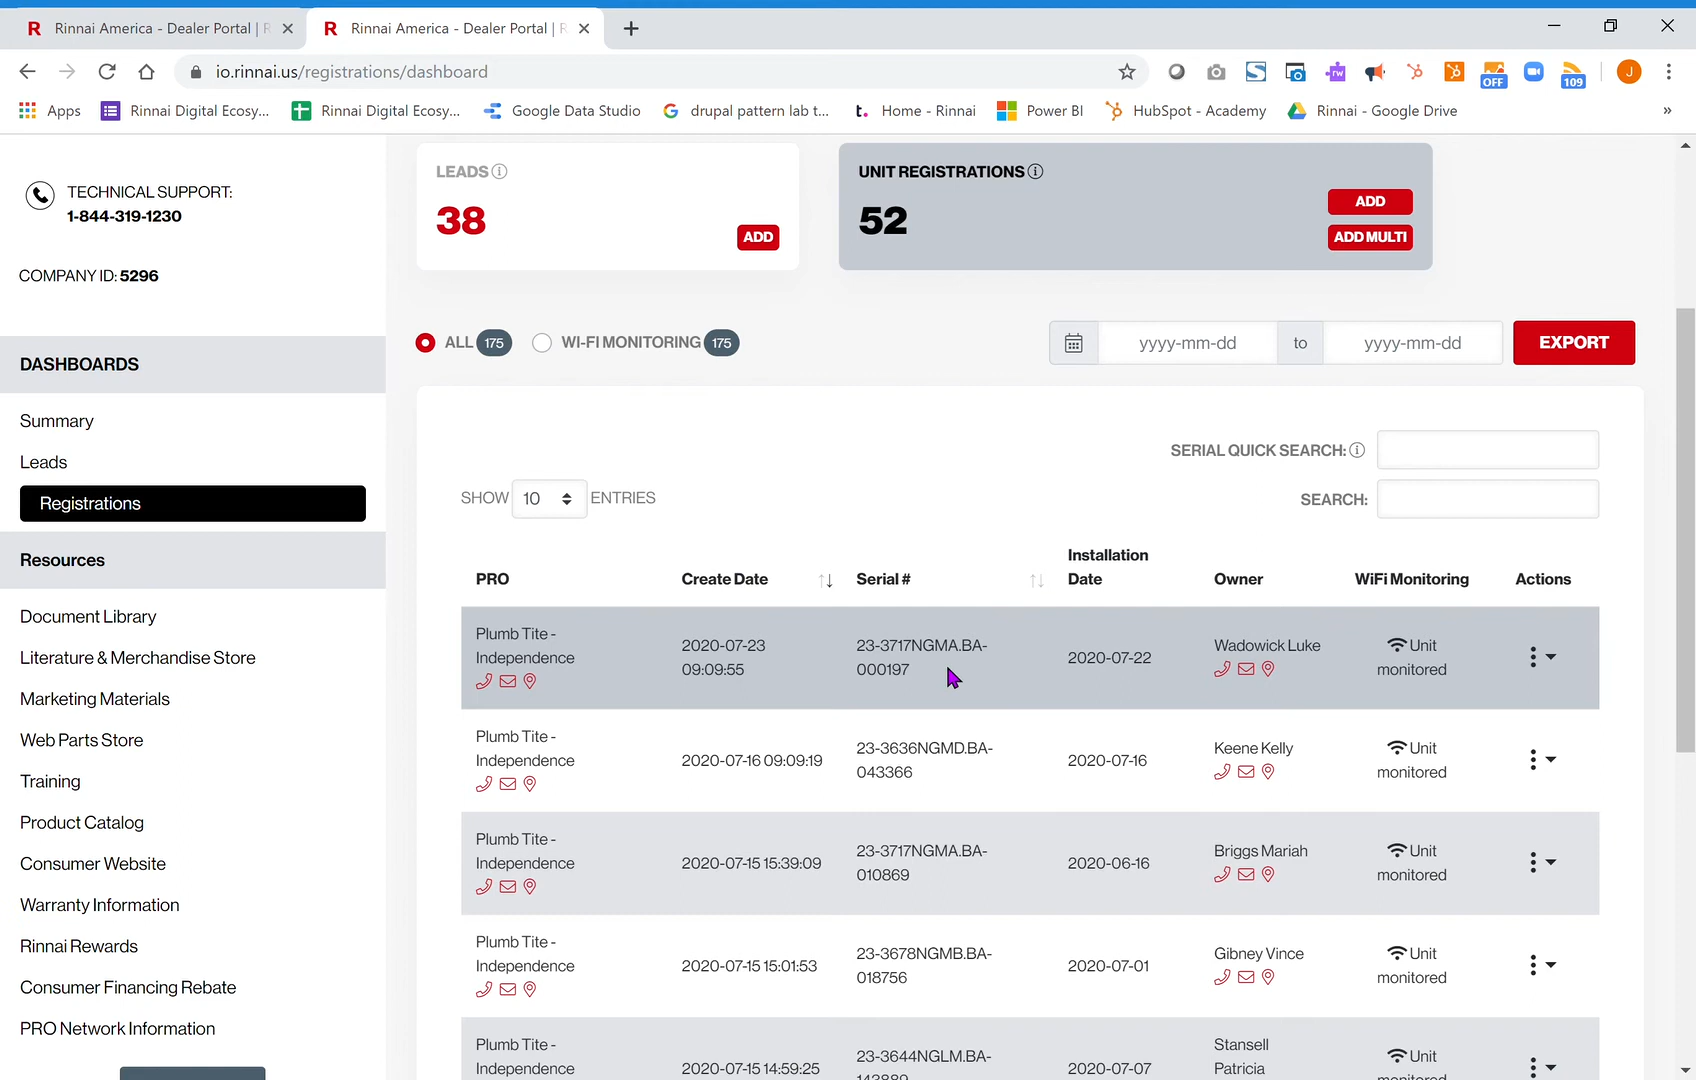 Rinnai America - Dealer Portal | R
Rinnai America - Dealer Portal | R
io.rinnai.us/registrations/dashboard
OFF
109
J
Apps
Rinnai Digital Ecosy...
Rinnai Digital Ecosy...
Google Data Studio
drupal pattern lab t...
Home - Rinnai
Power BI
HubSpot - Academy
Rinnai - Google Drive
»
TECHNICAL SUPPORT:
1-844-319-1230
COMPANY ID: 5296
DASHBOARDS
Summary
Leads
Registrations
Resources
Document Library
Literature & Merchandise Store
Marketing Materials
Web Parts Store
Training
Product Catalog
Consumer Website
Warranty Information
Rinnai Rewards
Consumer Financing Rebate
PRO Network Information
LEADS
38
ADD
UNIT REGISTRATIONS
52
ADD
ADD MULTI
ALL 175
WI-FI MONITORING 175
yyyy-mm-dd to yyyy-mm-dd
EXPORT
SERIAL QUICK SEARCH:
SHOW 10 ENTRIES
SEARCH:
PRO
Create Date
Serial #
Installation
Date
Owner
WiFi Monitoring
Actions
Plumb Tite -
Independence
2020-07-23
09:09:55
23-3717NGMA.BA-
000197
2020-07-22
Wadowick Luke
Unit
monitored
Plumb Tite -
Independence
2020-07-16 09:09:19
23-3636NGMD.BA-
043366
2020-07-16
Keene Kelly
Unit
monitored
Plumb Tite -
Independence
2020-07-15 15:39:09
23-3717NGMA.BA-
010869
2020-06-16
Briggs Mariah
Unit
monitored
Plumb Tite -
Independence
2020-07-15 15:01:53
23-3678NGMB.BA-
018756
2020-07-01
Gibney Vince
Unit
monitored
Plumb Tite -
Independence
2020-07-15 14:59:25
23-3644NGLM.BA-
2020-07-07
Stansell
Patricia
Unit